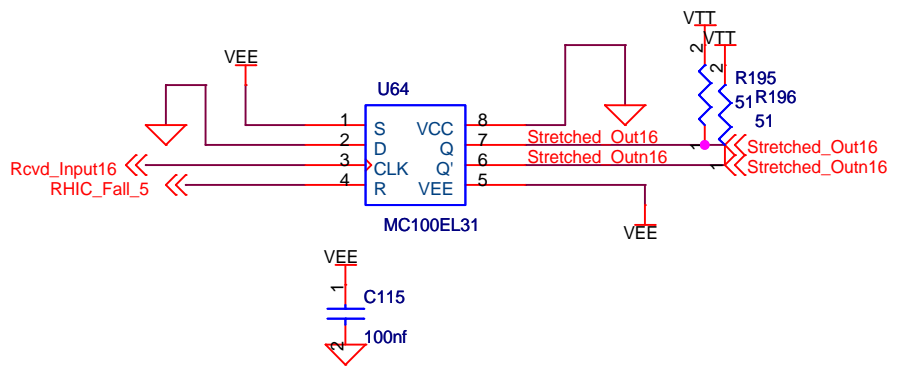 VTT
VTT
2
2
VEE
U64
R195
51
R196
51
1
S
VCC
8
2
D
Q
7
Stretched_Out16
1
Stretched_Out16
Rcvd_Input16
3
CLK
Q'
6
Stretched_Outn16
1
Stretched_Outn16
RHIC_Fall_5
4
R
VEE
5
MC100EL31
VEE
VEE
1
C115
100nf
2